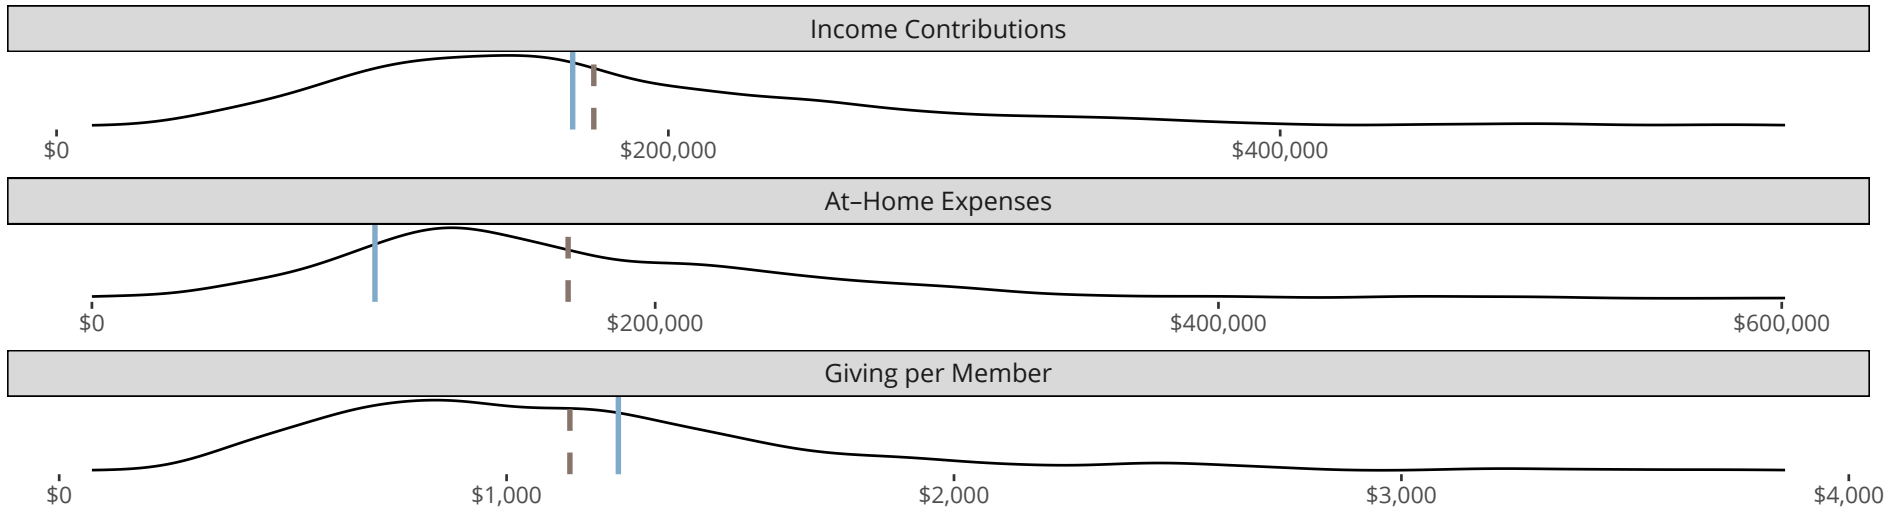 Income Contributions
$0 $200,000 $400,000
At–Home Expenses
$0 $200,000 $400,000 $600,000
Giving per Member
$0 $1,000 $2,000 $3,000 $4,000